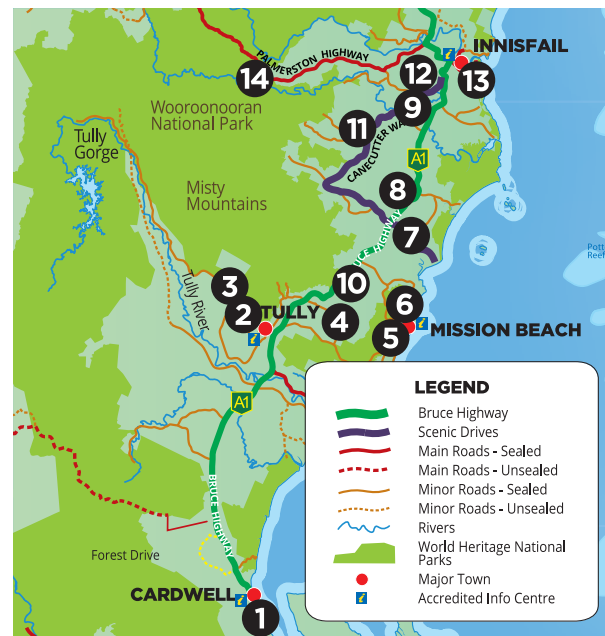 INNISFAIL
PALMERSTON HIGHWAY
12
13
14
Wooroonooran
National Park
9
11
CANECUTTER WA
Tully
Gorge
A1
Misty
Mountains
8
7
BRUCE HIGHWAY
10
3
2
TULLY
Tully River
4
6
5
MISSION BEACH
A1
BRUCE HIGHWAY
Forest Drive
CARDWELL
1
LEGEND
Bruce Highway
Scenic Drives
Main Roads - Sealed
Main Roads - Unsealed
Minor Roads - Sealed
Minor Roads - Unsealed
Rivers
World Heritage National
Parks
Major Town
Accredited Info Centre